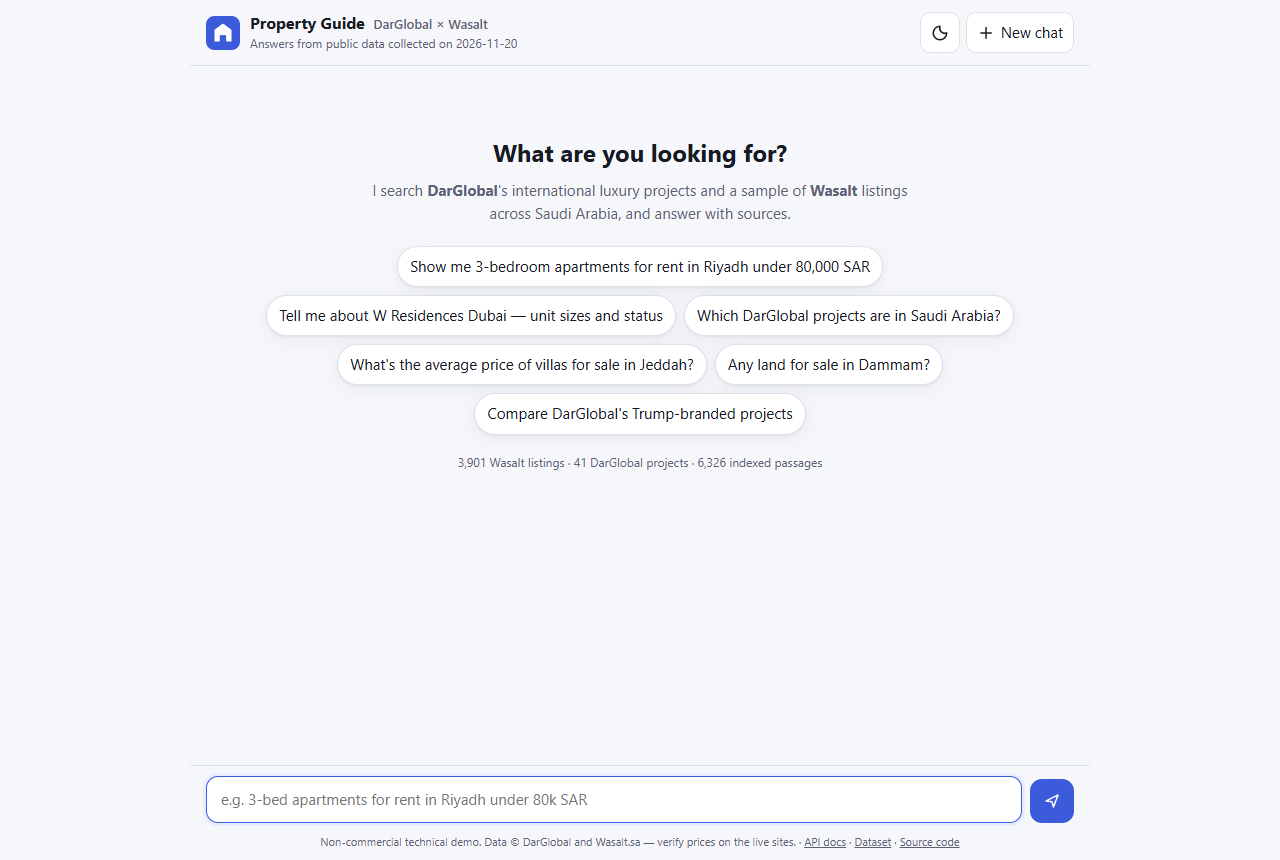 Property Guide DarGlobal × Wasalt
Answers from public data collected on 2026-11-20
New chat
What are you looking for?
I search DarGlobal's international luxury projects and a sample of Wasalt listings
across Saudi Arabia, and answer with sources.
Show me 3-bedroom apartments for rent in Riyadh under 80,000 SAR
Tell me about W Residences Dubai — unit sizes and status
Which DarGlobal projects are in Saudi Arabia?
What's the average price of villas for sale in Jeddah?
Any land for sale in Dammam?
Compare DarGlobal's Trump-branded projects
3,901 Wasalt listings · 41 DarGlobal projects · 6,326 indexed passages
e.g. 3-bed apartments for rent in Riyadh under 80k SAR
Non-commercial technical demo. Data © DarGlobal and Wasalt.sa — verify prices on the live sites. · API docs · Dataset · Source code